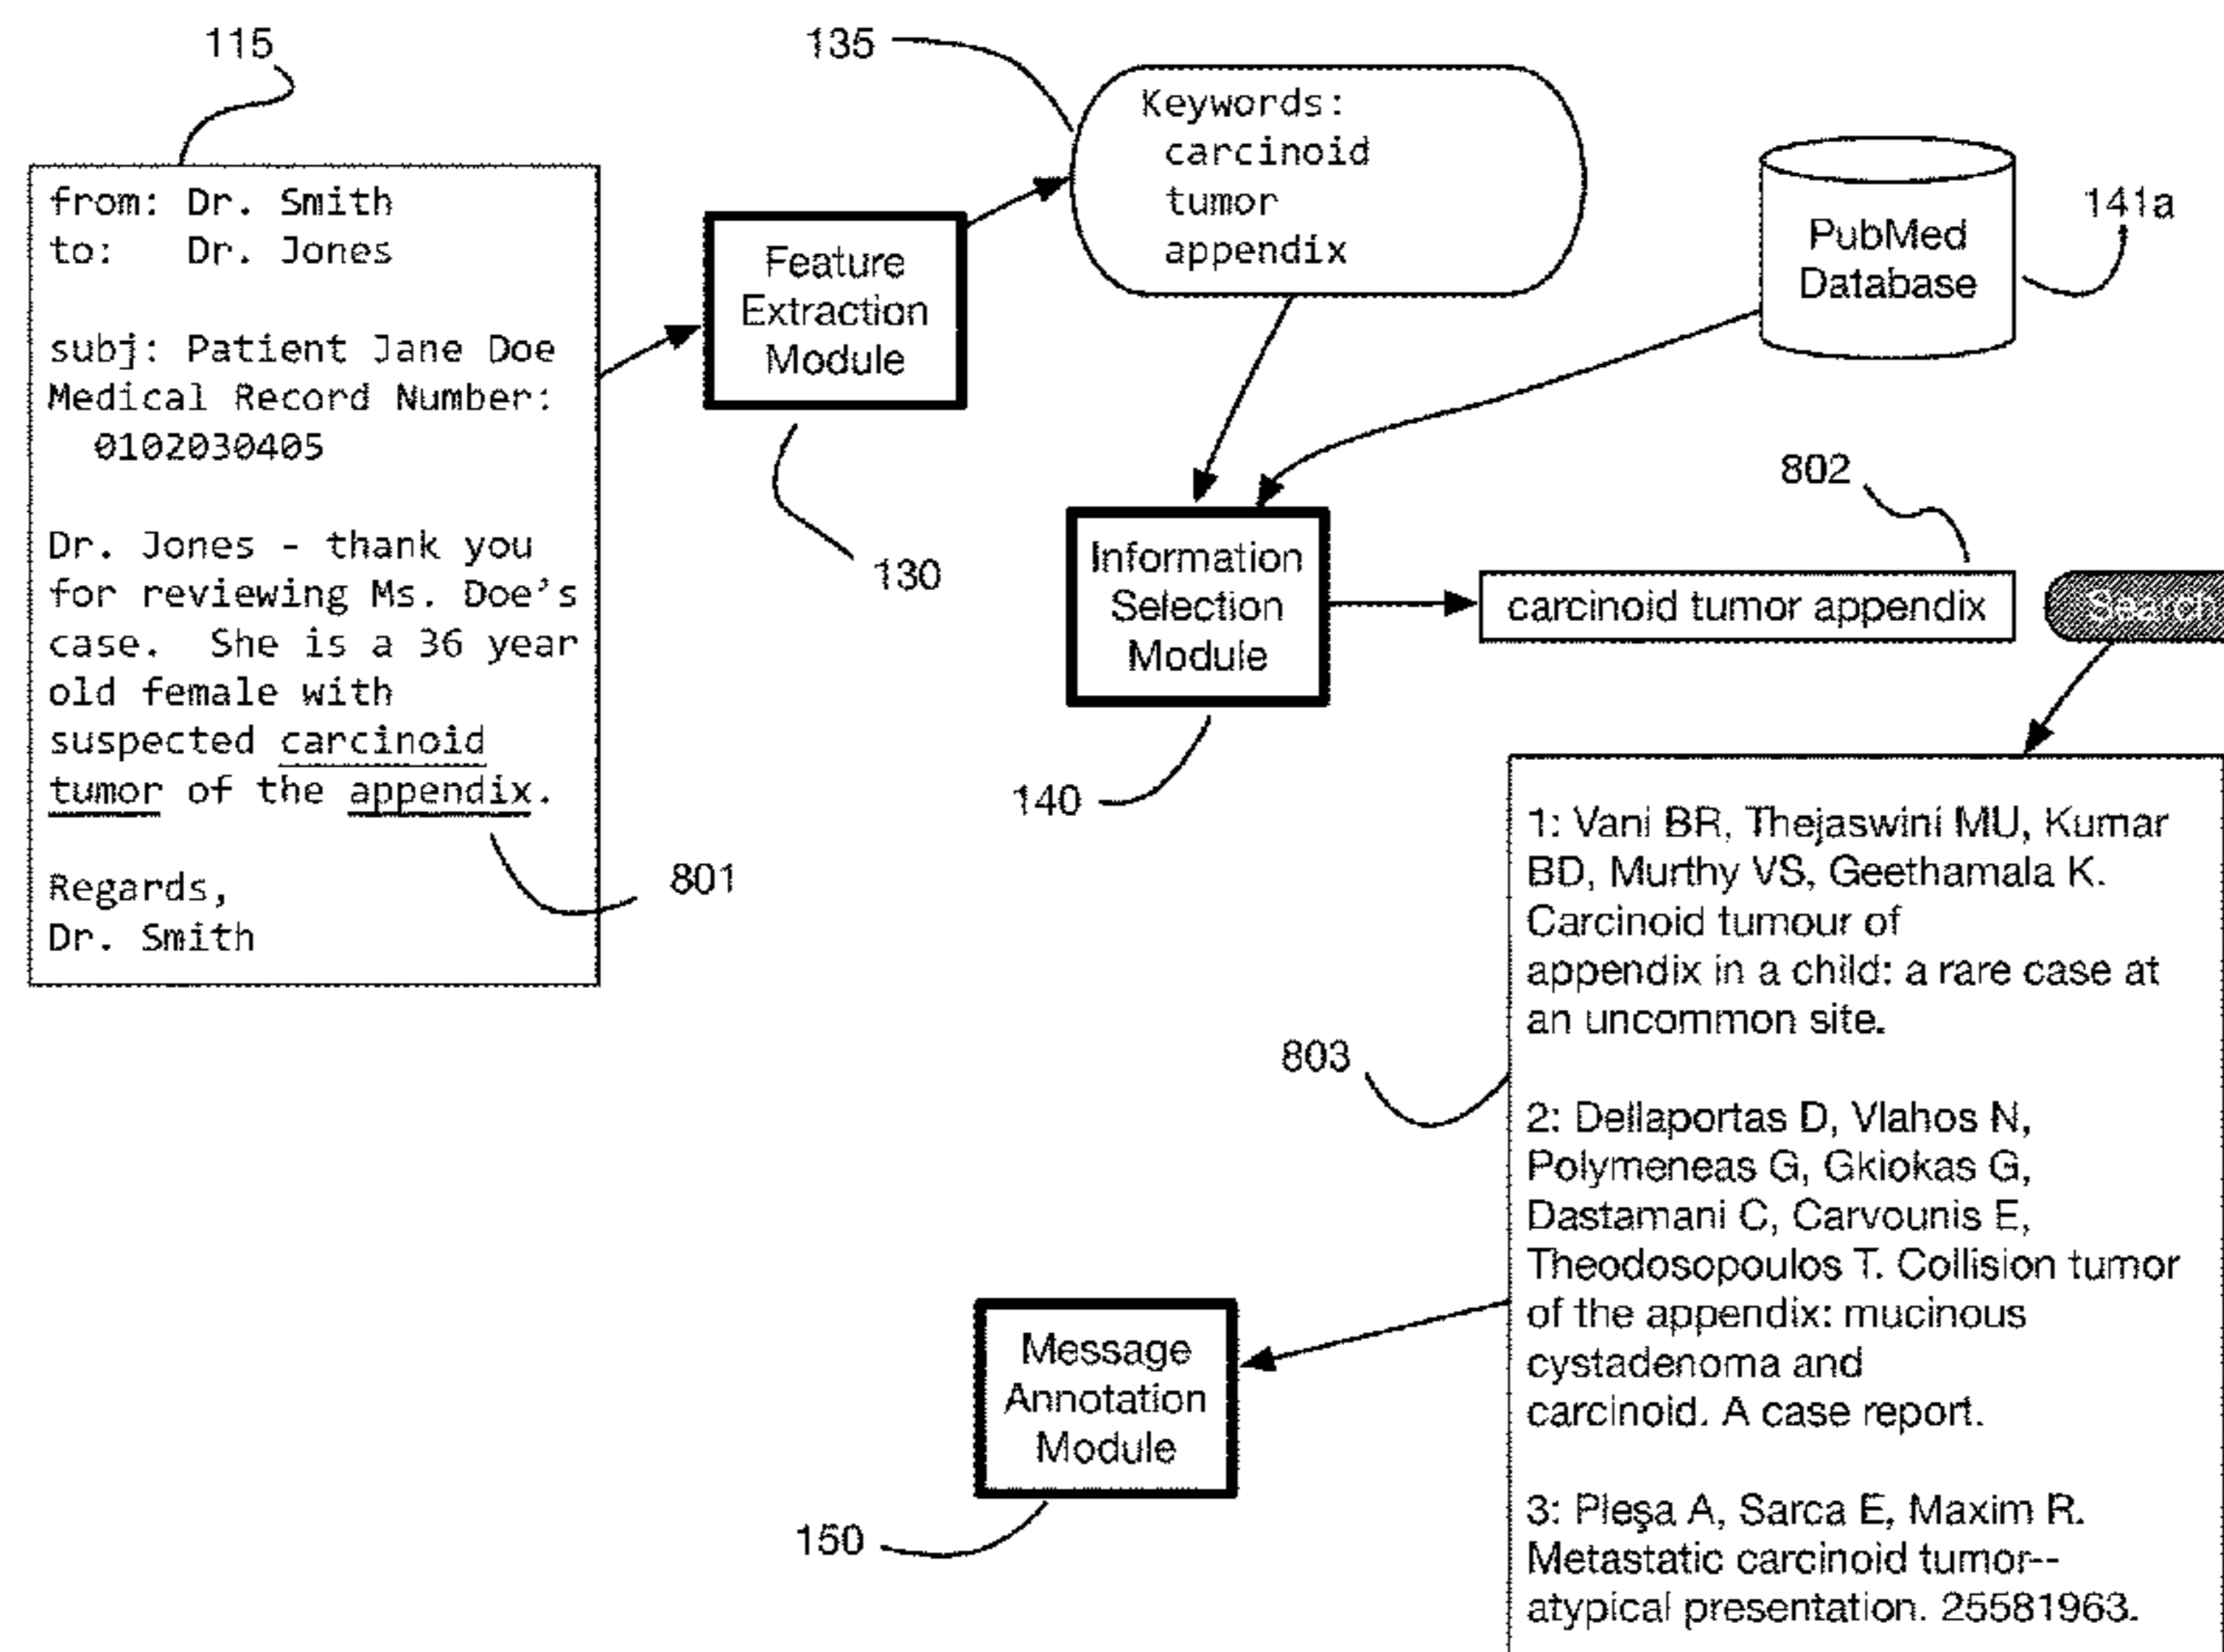 115
from: Dr. Smith
to: Dr. Jones
subj: Patient Jane Doe
Medical Record Number:
0102030405
Dr. Jones - thank you
for reviewing Ms. Doe's
case. She is a 36 year
old female with
suspected carcinoid
tumor of the appendix.
Regards,
Dr. Smith
801
Feature
Extraction
Module
130
135
Keywords:
carcinoid
tumor
appendix
PubMed
Database
141a
Information
Selection
Module
140
802
carcinoid tumor appendix
Search
803
1: Vani BR, Thejaswini MU, Kumar
BD, Murthy VS, Geethamala K.
Carcinoid tumour of
appendix in a child: a rare case at
an uncommon site.
2: Dellaportas D, Vlahos N,
Polymeneas G, Gkiokas G,
Dastamani C, Carvounis E,
Theodosopoulos T. Collision tumor
of the appendix: mucinous
cystadenoma and
carcinoid. A case report.
3: Pleşa A, Sarca E, Maxim R.
Metastatic carcinoid tumor--
atypical presentation. 25581963.
Message
Annotation
Module
150